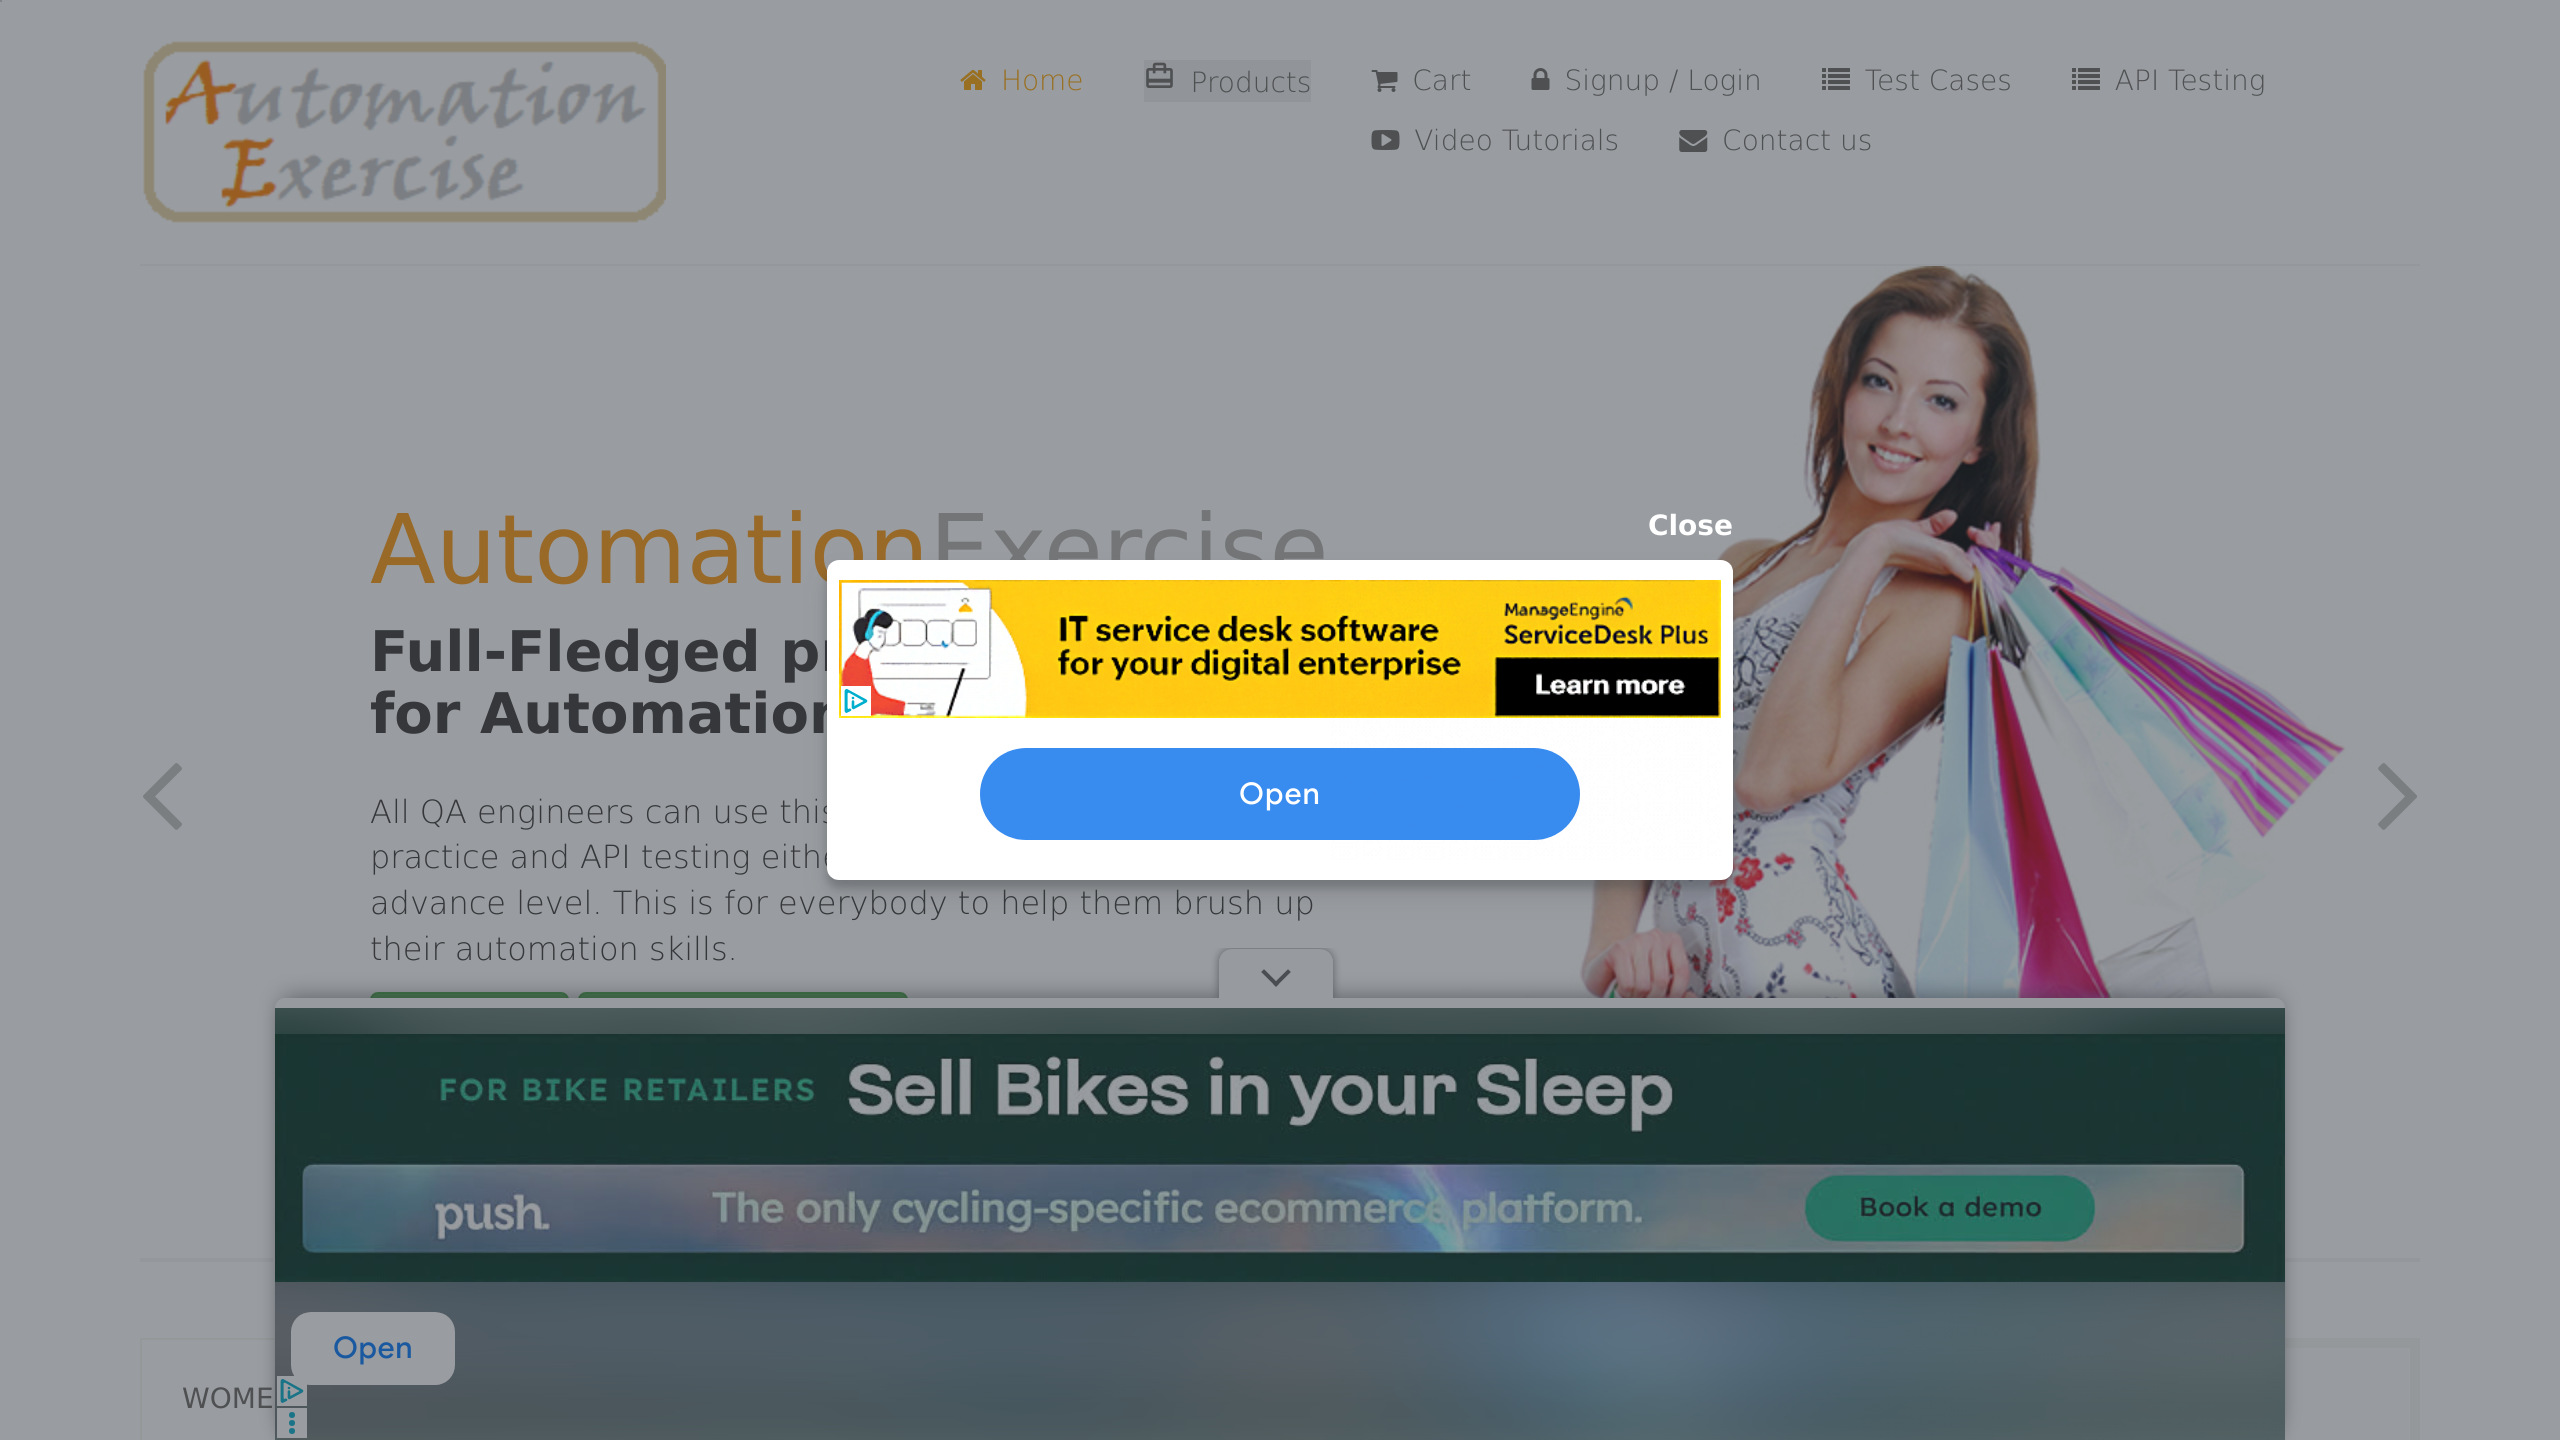 Automation
Exercise
Home
Products
Cart
Signup / Login
Test Cases
API Testing
Video Tutorials
Contact us
AutomationExercise
Close
IT service desk software
for your digital enterprise
ManageEngine
ServiceDesk Plus
Learn more
Open
Full-Fledged
for Automation
All QA engineers can use this
practice and API testing
advance level. This is for everybody to help them brush up
their automation skills.
FOR BIKE RETAILERS
Sell Bikes in your Sleep
push.
The only cycling-specific ecommerce platform.
Book a demo
Open
WOME